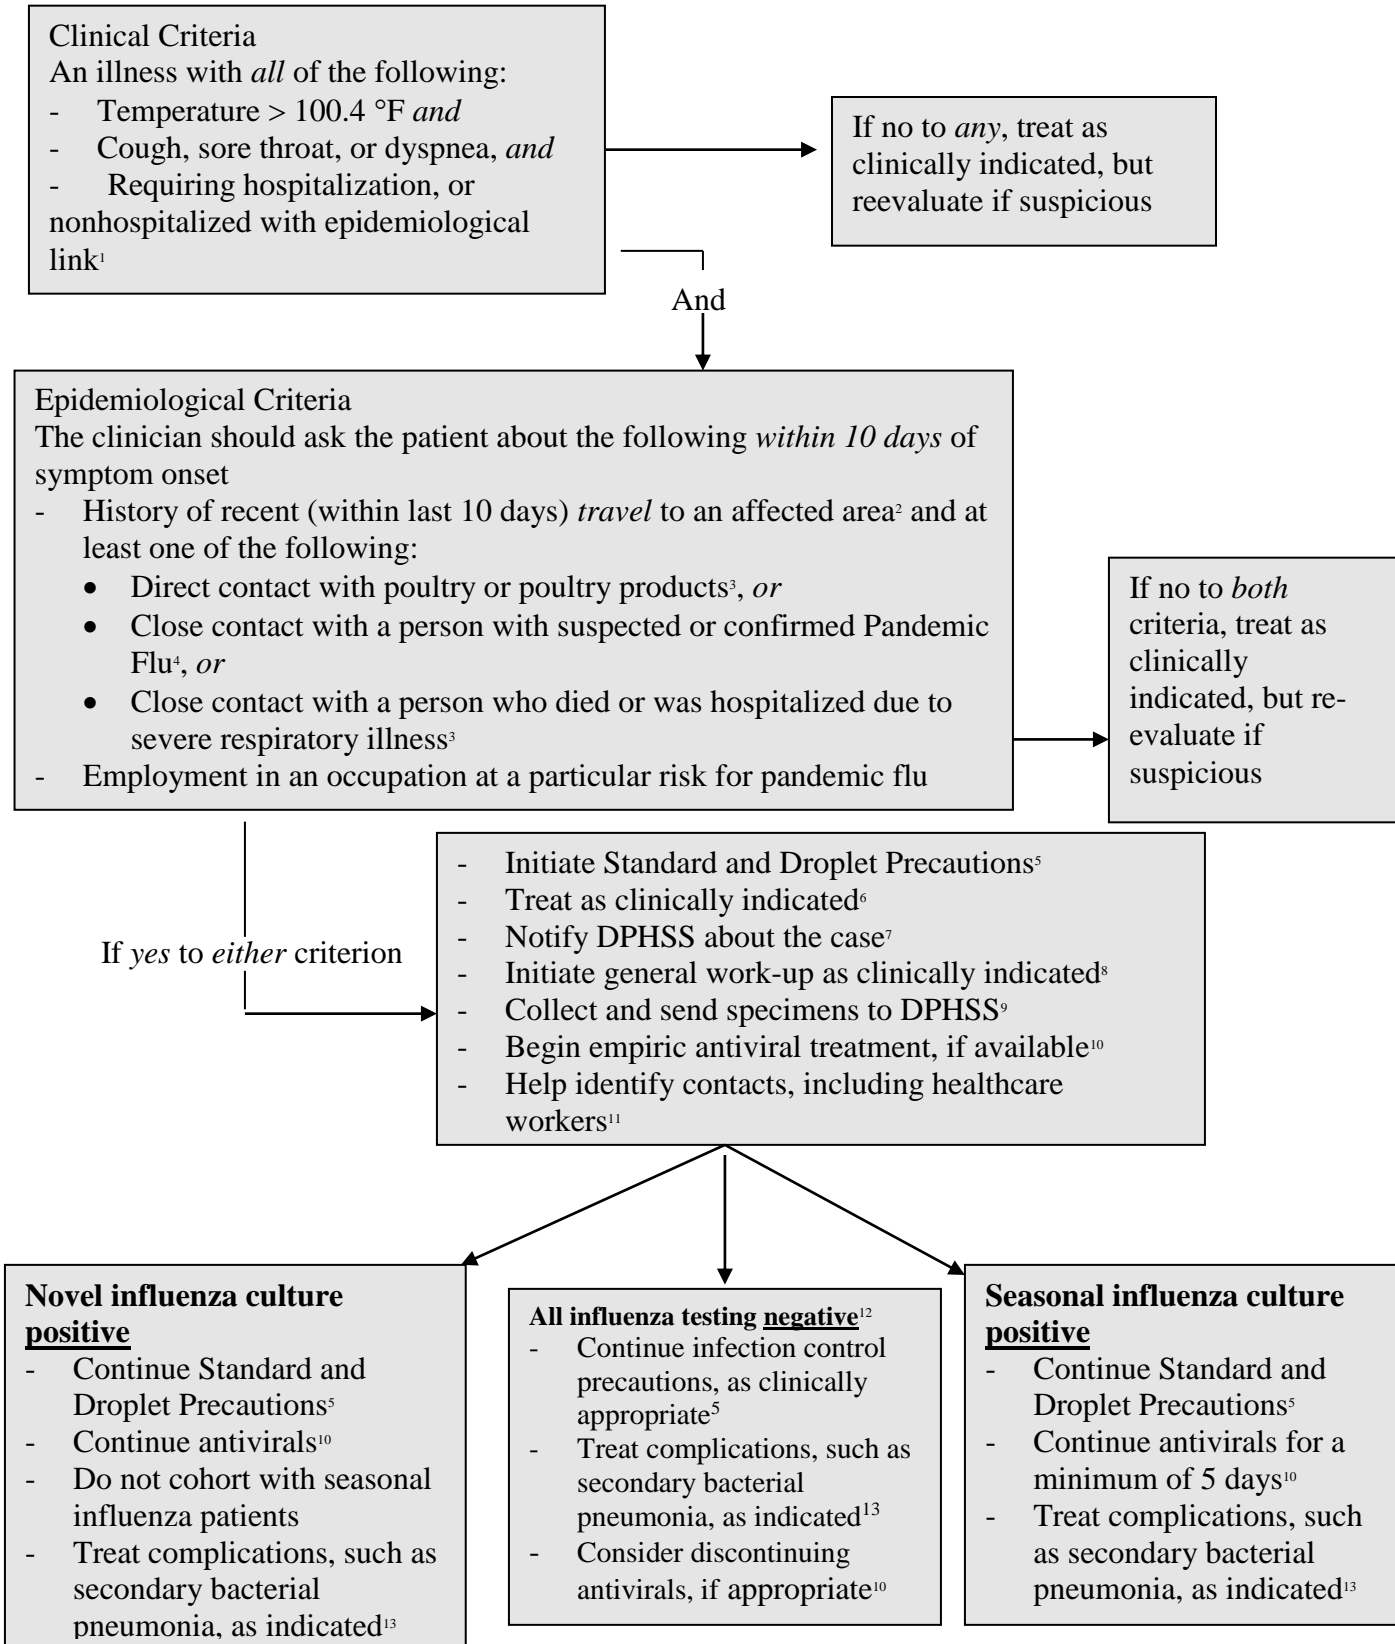 Clinical Criteria
An illness with all of the following:
- Temperature > 100.4 °F and
- Cough, sore throat, or dyspnea, and
- Requiring hospitalization, or
nonhospitalized with epidemiological
link¹
If no to any, treat as
clinically indicated, but
reevaluate if suspicious
And
Epidemiological Criteria
The clinician should ask the patient about the following within 10 days of
symptom onset
- History of recent (within last 10 days) travel to an affected area² and at
least one of the following:
• Direct contact with poultry or poultry products³, or
• Close contact with a person with suspected or confirmed Pandemic
Flu⁴, or
• Close contact with a person who died or was hospitalized due to
severe respiratory illness³
- Employment in an occupation at a particular risk for pandemic flu
If no to both
criteria, treat as
clinically
indicated, but re-
evaluate if
suspicious
If yes to either criterion
- Initiate Standard and Droplet Precautions⁵
- Treat as clinically indicated⁶
- Notify DPHSS about the case⁷
- Initiate general work-up as clinically indicated⁸
- Collect and send specimens to DPHSS⁹
- Begin empiric antiviral treatment, if available¹⁰
- Help identify contacts, including healthcare
workers¹¹
Novel influenza culture
positive
- Continue Standard and
Droplet Precautions⁵
- Continue antivirals¹⁰
- Do not cohort with seasonal
influenza patients
- Treat complications, such as
secondary bacterial
pneumonia, as indicated¹³
All influenza testing negative¹²
- Continue infection control
precautions, as clinically
appropriate⁵
- Treat complications, such as
secondary bacterial
pneumonia, as indicated¹³
- Consider discontinuing
antivirals, if appropriate¹⁰
Seasonal influenza culture
positive
- Continue Standard and
Droplet Precautions⁵
- Continue antivirals for a
minimum of 5 days¹⁰
- Treat complications, such
as secondary bacterial
pneumonia, as indicated¹³